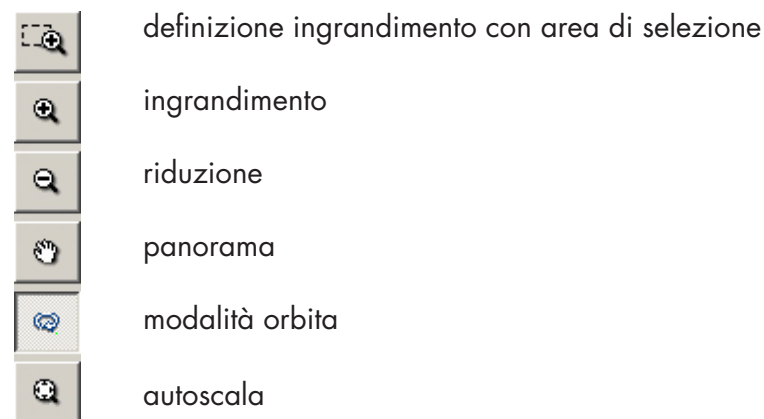 definizione ingrandimento con area di selezione
ingrandimento
riduzione
panorama
modalità orbita
autoscala